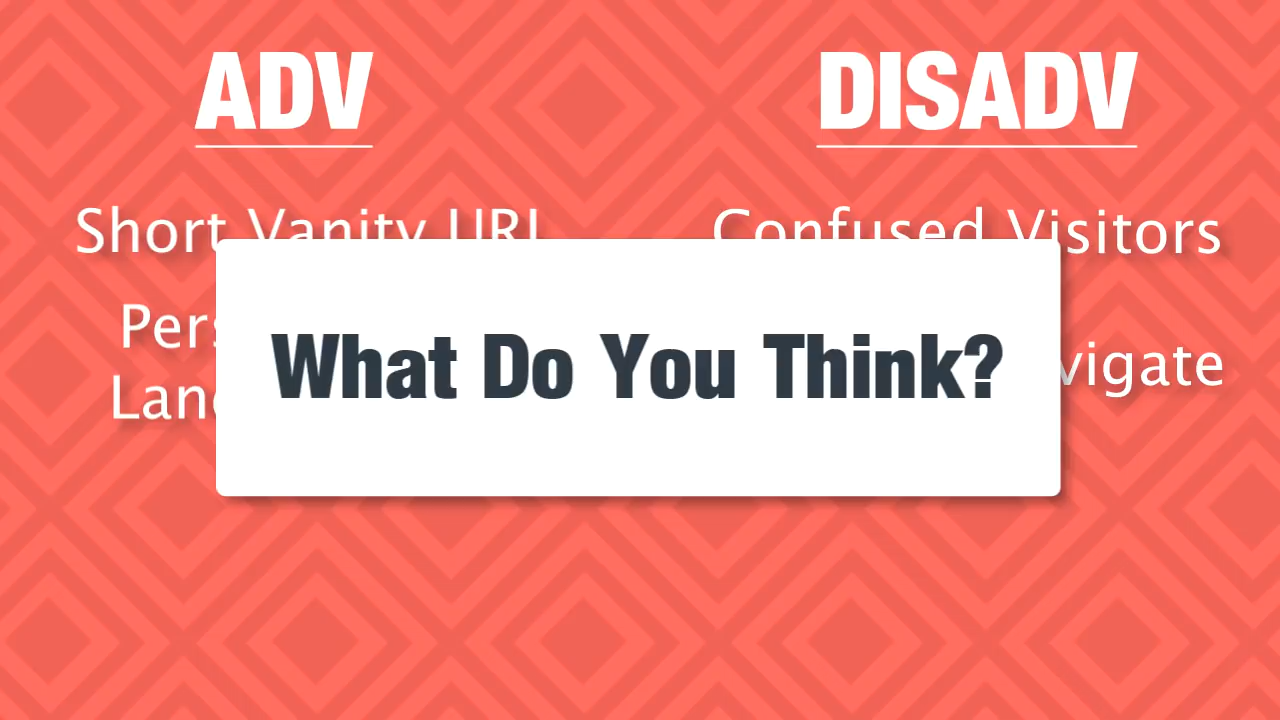 ADV
DISADV
Short Vanity URL
Confused Visitors
What Do You Think?